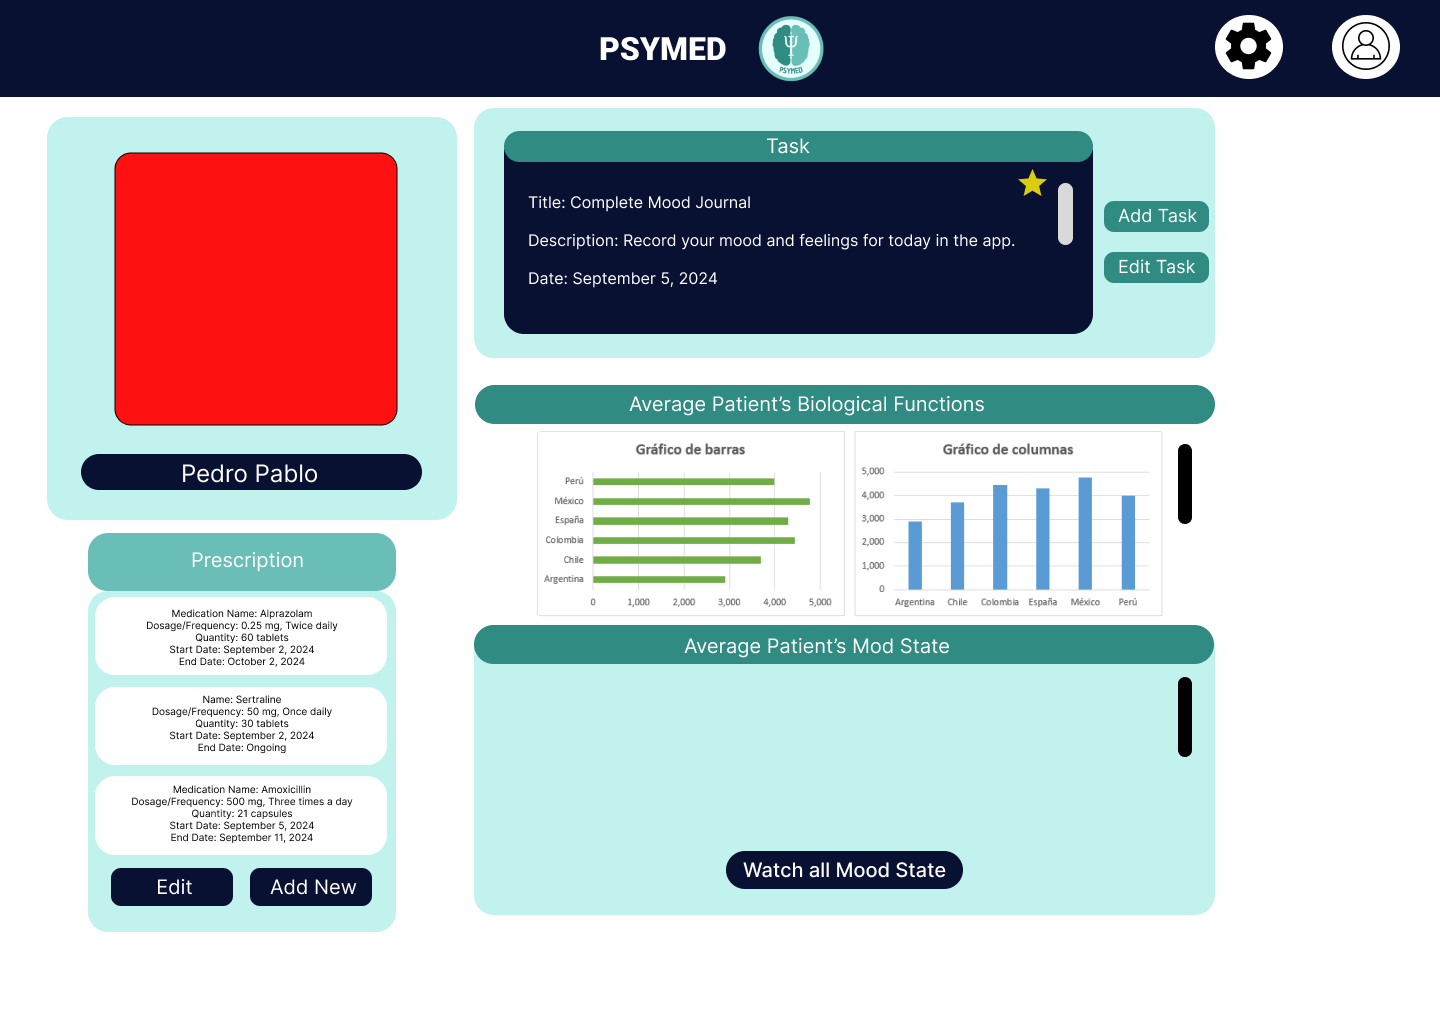 PSYMED
PSYMED
Pedro Pablo
Prescription
Medication Name: Alprazolam
Dosage/Frequency: 0.25 mg, Twice daily
Quantity: 60 tablets
Start Date: September 2, 2024
End Date: October 2, 2024
Name: Sertraline
Dosage/Frequency: 50 mg, Once daily
Quantity: 30 tablets
Start Date: September 2, 2024
End Date: Ongoing
Medication Name: Amoxicillin
Dosage/Frequency: 500 mg, Three times a day
Quantity: 21 capsules
Start Date: September 5, 2024
End Date: September 11, 2024
Edit
Add New
Task
Title: Complete Mood Journal
Description: Record your mood and feelings for today in the app.
Date: September 5, 2024
Add Task
Edit Task
Average Patient’s Biological Functions
Gráfico de barras
Perú
México
España
Colombia
Chile
Argentina
0 1,000 2,000 3,000 4,000 5,000
Gráfico de columnas
5,000
4,000
3,000
2,000
1,000
0
Argentina Chile Colombia España México Perú
Average Patient’s Mod State
Watch all Mood State